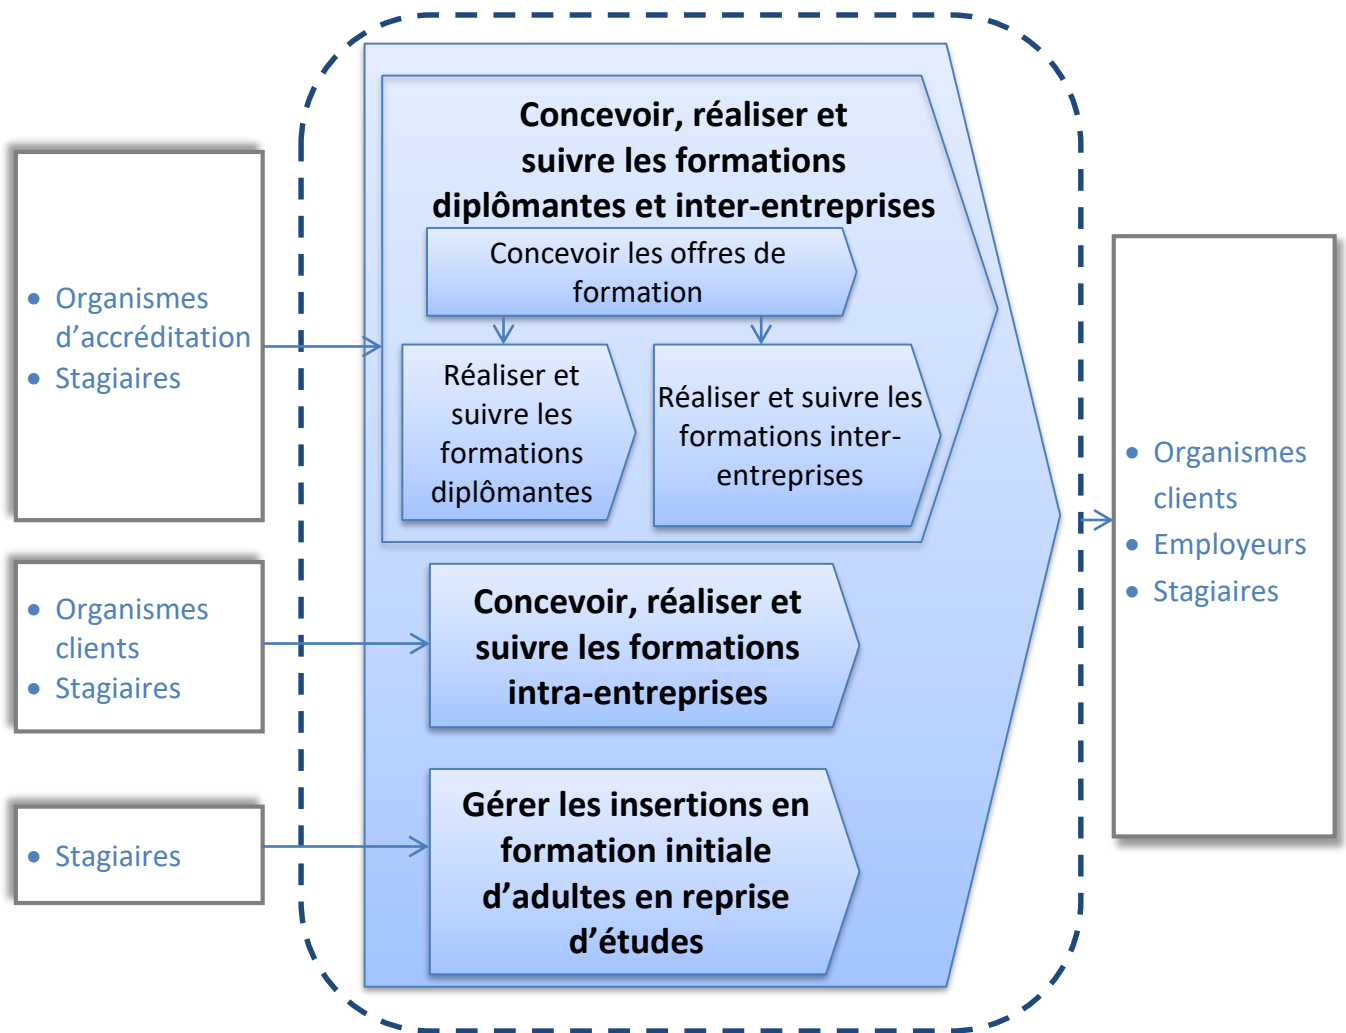 Concevoir, réaliser et
suivre les formations
diplômantes et inter-entreprises
Concevoir les offres de
formation
Réaliser et
suivre les
formations
diplômantes
Réaliser et suivre les
formations inter-
entreprises
• Organismes
d’accréditation
• Stagiaires
• Organismes
clients
• Stagiaires
Concevoir, réaliser et
suivre les formations
intra-entreprises
• Stagiaires
Gérer les insertions en
formation initiale
d’adultes en reprise
d’études
• Organismes
clients
• Employeurs
• Stagiaires